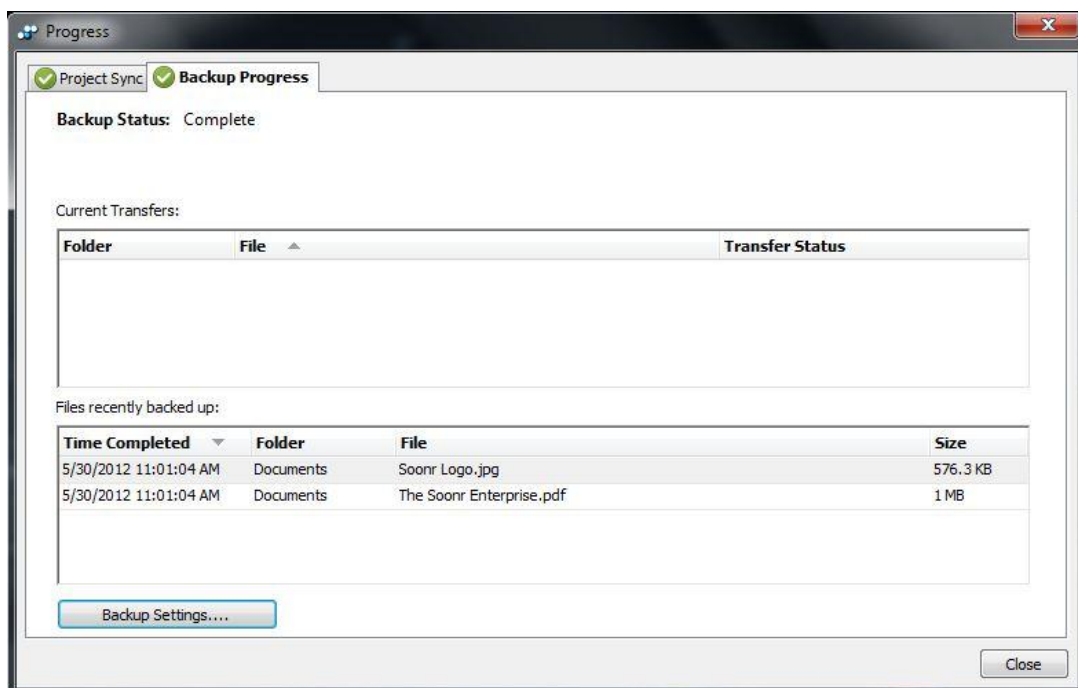 Progress
Project Sync Backup Progress
Backup Status: Complete
Current Transfers:
Folder File Transfer Status
Files recently backed up:
Time Completed Folder File Size
5/30/2012 11:01:04 AM Documents Soonr Logo.jpg 576.3 KB
5/30/2012 11:01:04 AM Documents The Soonr Enterprise.pdf 1 MB
Backup Settings....
Close